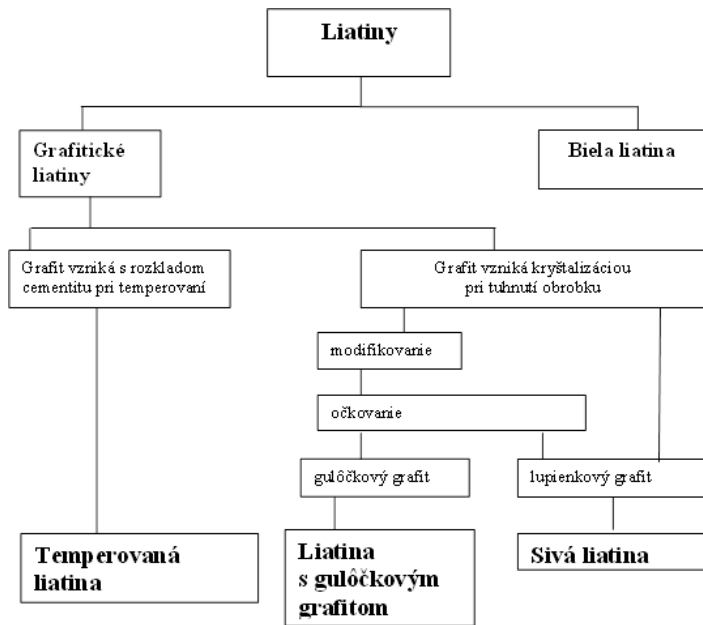 Liatiny
Grafitické
liatiny
Biela liatina
Grafit vzniká s rozkladom
cementitu pri temperovaní
Grafit vzniká kryštalizáciou
pri tuhnutí obrobku
modifikovanie
očkovanie
gulôčkový grafit
lupienkový grafit
Temperovaná
liatina
Liatina
s gulôčkovým
grafitom
Sivá liatina